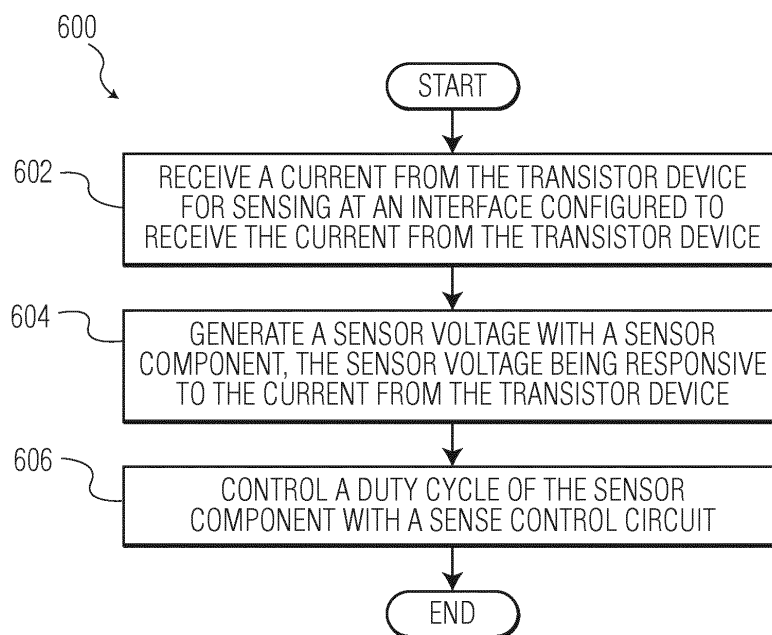 600
START
602
RECEIVE A CURRENT FROM THE TRANSISTOR DEVICE
FOR SENSING AT AN INTERFACE CONFIGURED TO
RECEIVE THE CURRENT FROM THE TRANSISTOR DEVICE
604
GENERATE A SENSOR VOLTAGE WITH A SENSOR
COMPONENT, THE SENSOR VOLTAGE BEING RESPONSIVE
TO THE CURRENT FROM THE TRANSISTOR DEVICE
606
CONTROL A DUTY CYCLE OF THE SENSOR
COMPONENT WITH A SENSE CONTROL CIRCUIT
END